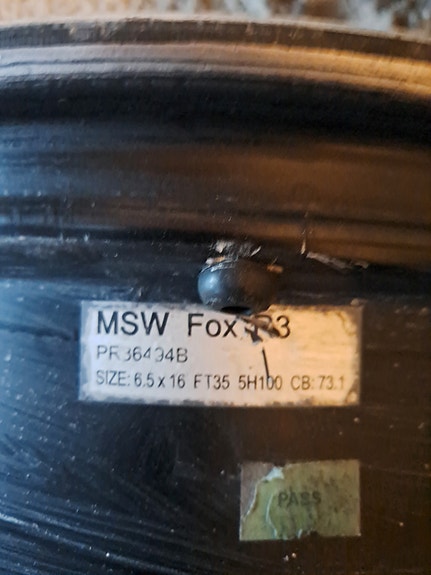 MSW Fox
PR36494B
SIZE: 6.5 x 16 FT35 5H100 CB: 73.1
PASS